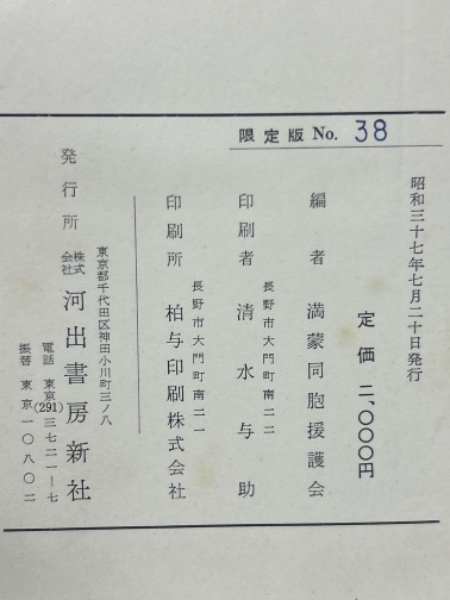 限定版 No. 38
昭和三十七年七月二十日発行
定価 二、〇〇〇円
編者 満蒙同胞援護会
長野市大門町南二二
印刷者 清水与助
長野市大門町南二一
印刷所 柏与印刷株式会社
東京都千代田区神田小川町三ノ八
発行所 株式会社 河出書房新社
電話 東京(291)三七二一―七
振替 東京一〇八〇二